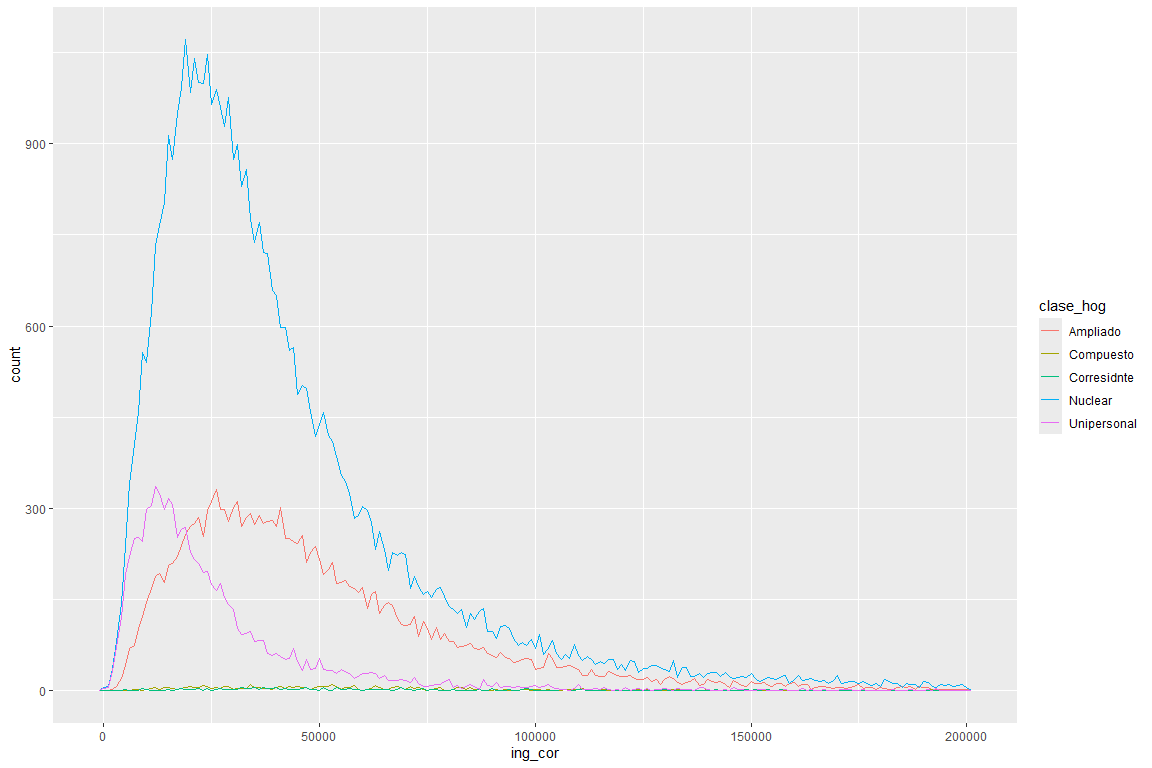 900
600
300
0
count
0 50000 100000 150000 200000
ing_cor
clase_hog
Ampliado
Compuesto
Corresidnte
Nuclear
Unipersonal